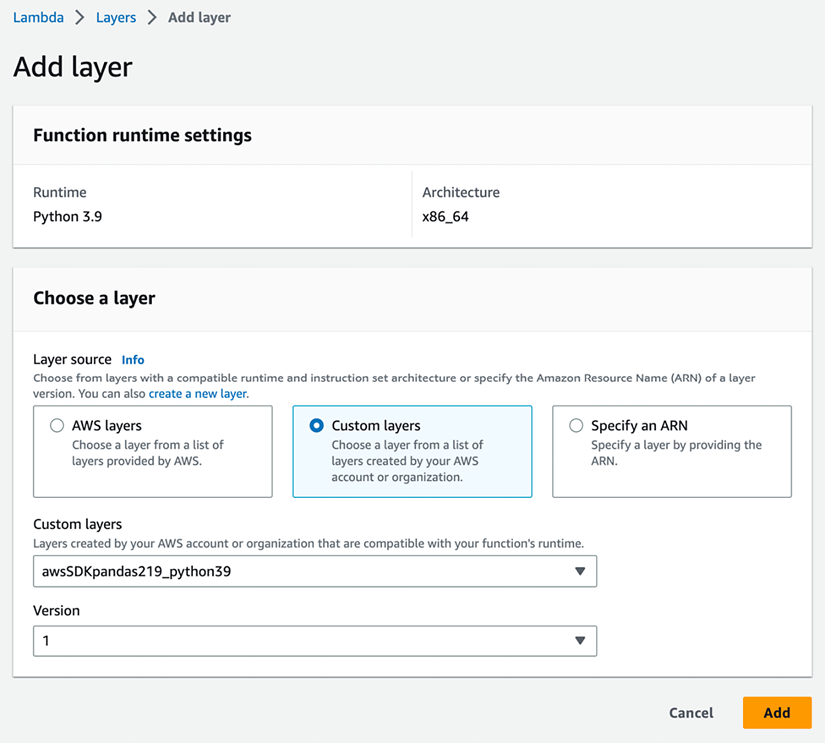 Lambda > Layers > Add layer
Add layer
Function runtime settings
Runtime
Python 3.9
Architecture
x86_64
Choose a layer
Layer source Info
Choose from layers with a compatible runtime and instruction set architecture or specify the Amazon Resource Name (ARN) of a layer
version. You can also create a new layer.
AWS layers
Choose a layer from a list of
layers provided by AWS.
Custom layers
Choose a layer from a list of
layers created by your AWS
account or organization.
Specify an ARN
Specify a layer by providing the
ARN.
Custom layers
Layers created by your AWS account or organization that are compatible with your function's runtime.
awsSDKpandas219_python39
Version
1
Cancel
Add